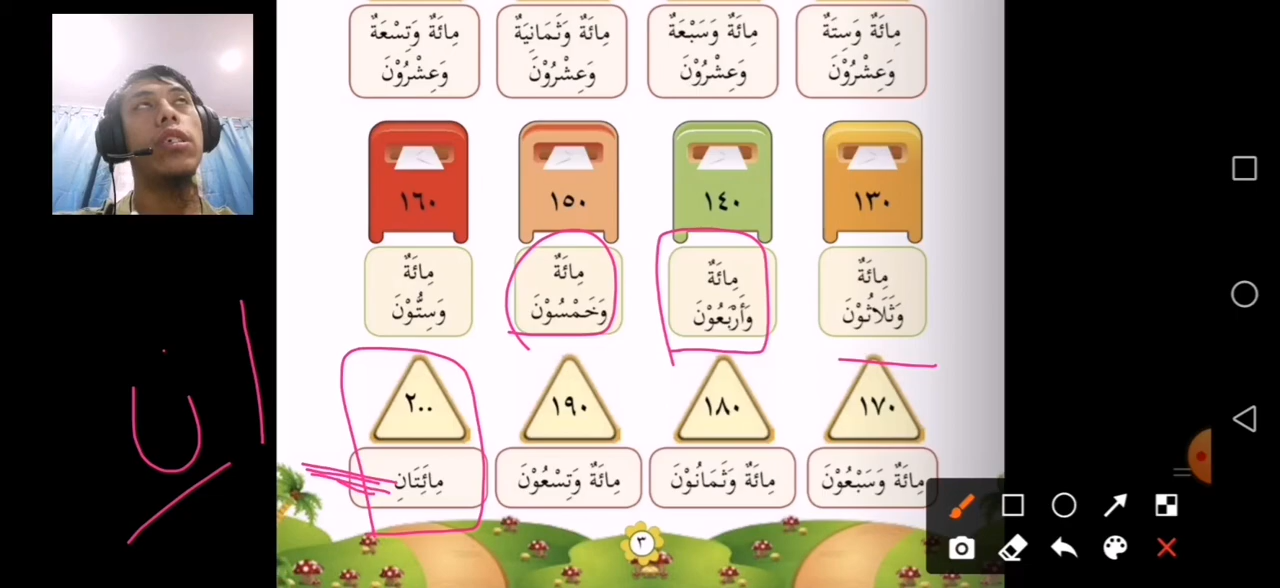 مِائَةٌ وَسِتَةٌ
وَعِشْرُوْنَ
مِائَةٌ وَسَبْعَةٌ
وَعِشْرُوْنَ
مِائَةٌ وَثَمَانِيَةٌ
وَعِشْرُوْنَ
مِائَةٌ وَتِسْعَةٌ
وَعِشْرُوْنَ
١٣٠
١٤٠
١٥٠
١٦٠
مِائَةٌ
وَثَلَاثُوْنَ
مِائَةٌ
وَأَرْبَعُوْنَ
مِائَةٌ
وَخَمْسُوْنَ
مِائَةٌ
وَسِتُّوْنَ
١٧٠
١٨٠
١٩٠
٢٠٠
مِائَةٌ وَسَبْعُوْنَ
مِائَةٌ وَثَمَانُوْنَ
مِائَةٌ وَتِسْعُوْنَ
مِائَتَانِ
ان
٣